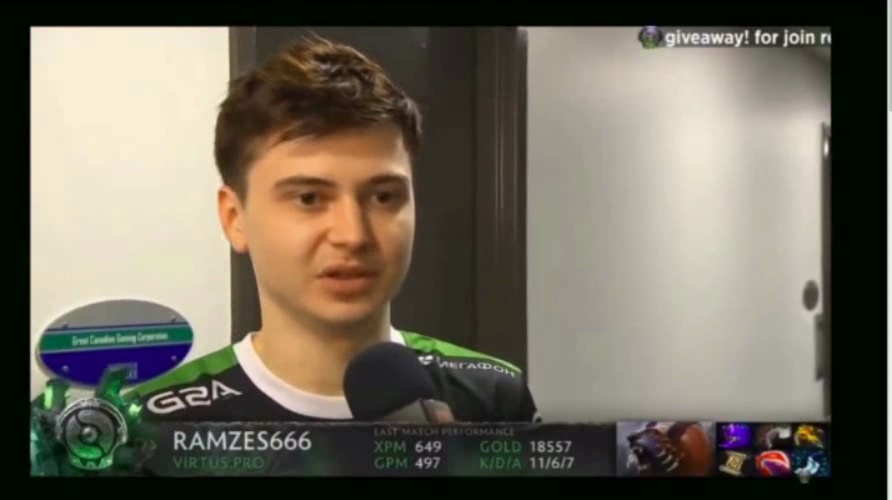 giveaway! for join re
Great Canadian Gaming Corporation
G2A
МЕГАФОН
RAMZES666
VIRTUS.PRO
LAST MATCH PERFORMANCE
XPM 649 GOLD 18557
GPM 497 K/D/A 11/6/7